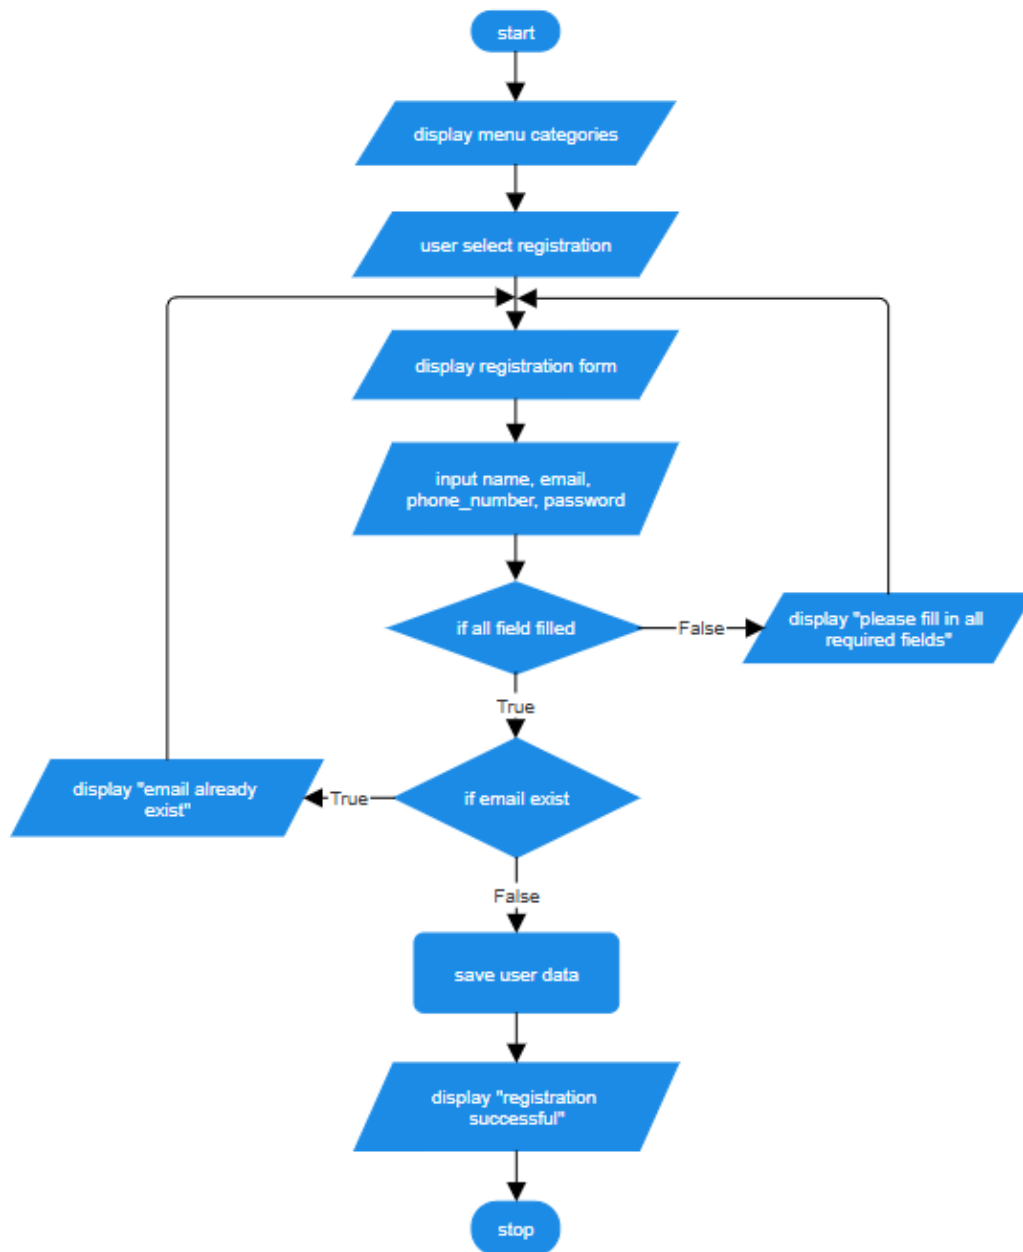 start
display menu categories
user select registration
display registration form
input name, email,
phone_number, password
if all field filled
False
display "please fill in all
required fields"
True
if email exist
True
display "email already
exist"
False
save user data
display "registration
successful"
stop